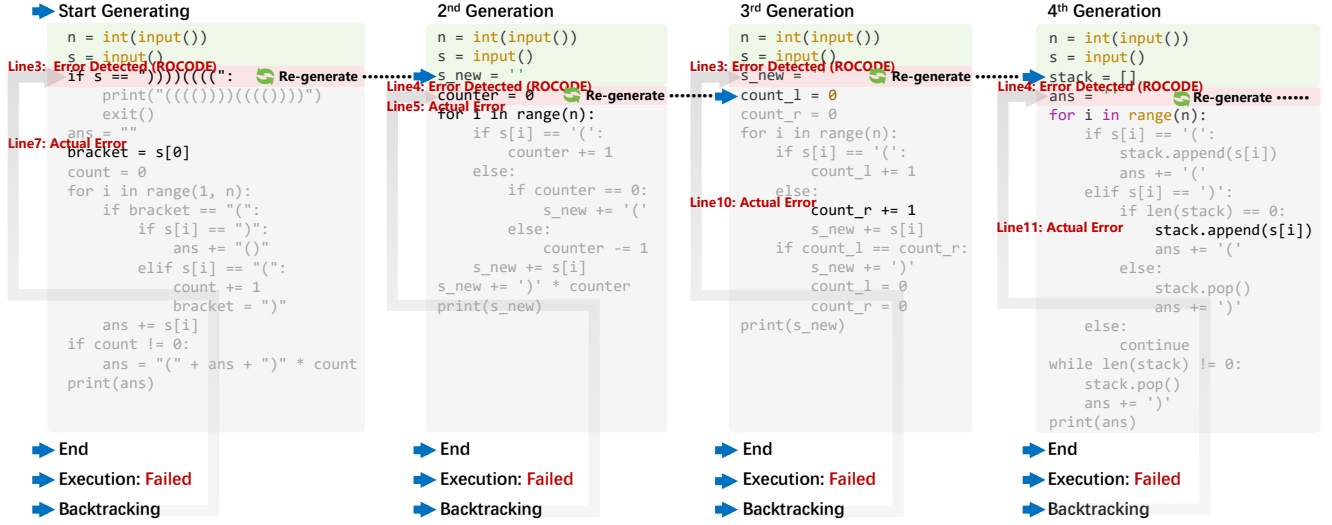 Start Generating
n = int(input())
s = input()
Line3: Error Detected (ROCODE)
if s == "))))((((":
Re-generate
print("(((())))(((())))")
exit()
ans = ""
Line7: Actual Error
bracket = s[0]
count = 0
for i in range(1, n):
if bracket == "(":
if s[i] == ")":
ans += "()"
elif s[i] == "(":
count += 1
bracket = ")"
ans += s[i]
if count != 0:
ans = "(" + ans + ")" * count
print(ans)
End
Execution: Failed
Backtracking
2nd Generation
n = int(input())
s = input()
s_new = ''
Line4: Error Detected (ROCODE)
counter = 0
Re-generate
Line5: Actual Error
for i in range(n):
if s[i] == '(':
counter += 1
else:
if counter == 0:
s_new += '('
else:
counter -= 1
s_new += s[i]
s_new += ')' * counter
print(s_new)
End
Execution: Failed
Backtracking
3rd Generation
n = int(input())
s = input()
Line3: Error Detected (ROCODE)
s_new =
Re-generate
count_l = 0
count_r = 0
for i in range(n):
if s[i] == '(':
count_l += 1
else:
Line10: Actual Error
count_r += 1
s_new += s[i]
if count_l == count_r:
s_new += ')'
count_l = 0
count_r = 0
print(s_new)
End
Execution: Failed
Backtracking
4th Generation
n = int(input())
s = input()
stack = []
Line4: Error Detected (ROCODE)
ans =
Re-generate
for i in range(n):
if s[i] == '(':
stack.append(s[i])
ans += '('
elif s[i] == ')':
if len(stack) == 0:
Line11: Actual Error
stack.append(s[i])
ans += '('
else:
stack.pop()
ans += ')'
else:
continue
while len(stack) != 0:
stack.pop()
ans += ')'
print(ans)
End
Execution: Failed
Backtracking